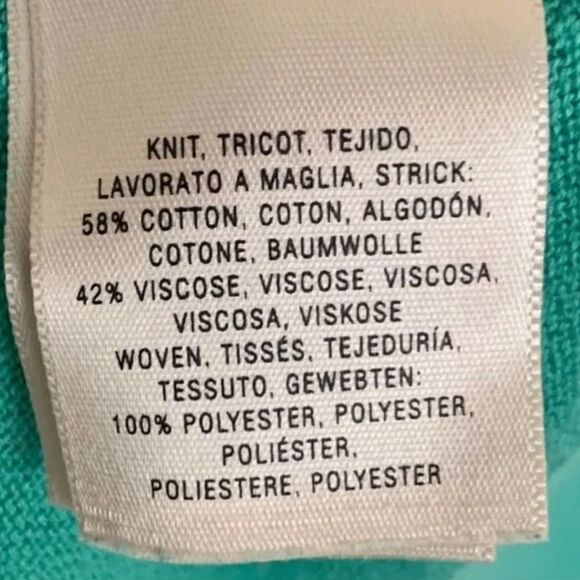 KNIT, TRICOT, TEJIDO,
LAVORATO A MAGLIA, STRICK:
58% COTTON, COTON, ALGODÓN,
COTONE, BAUMWOLLE
42% VISCOSE, VISCOSE, VISCOSA,
VISCOSA, VISKOSE
WOVEN, TISSÉS, TEJEDURÍA,
TESSUTO, GEWEBTEN:
100% POLYESTER, POLYESTER,
POLIÉSTER,
POLIESTERE, POLYESTER